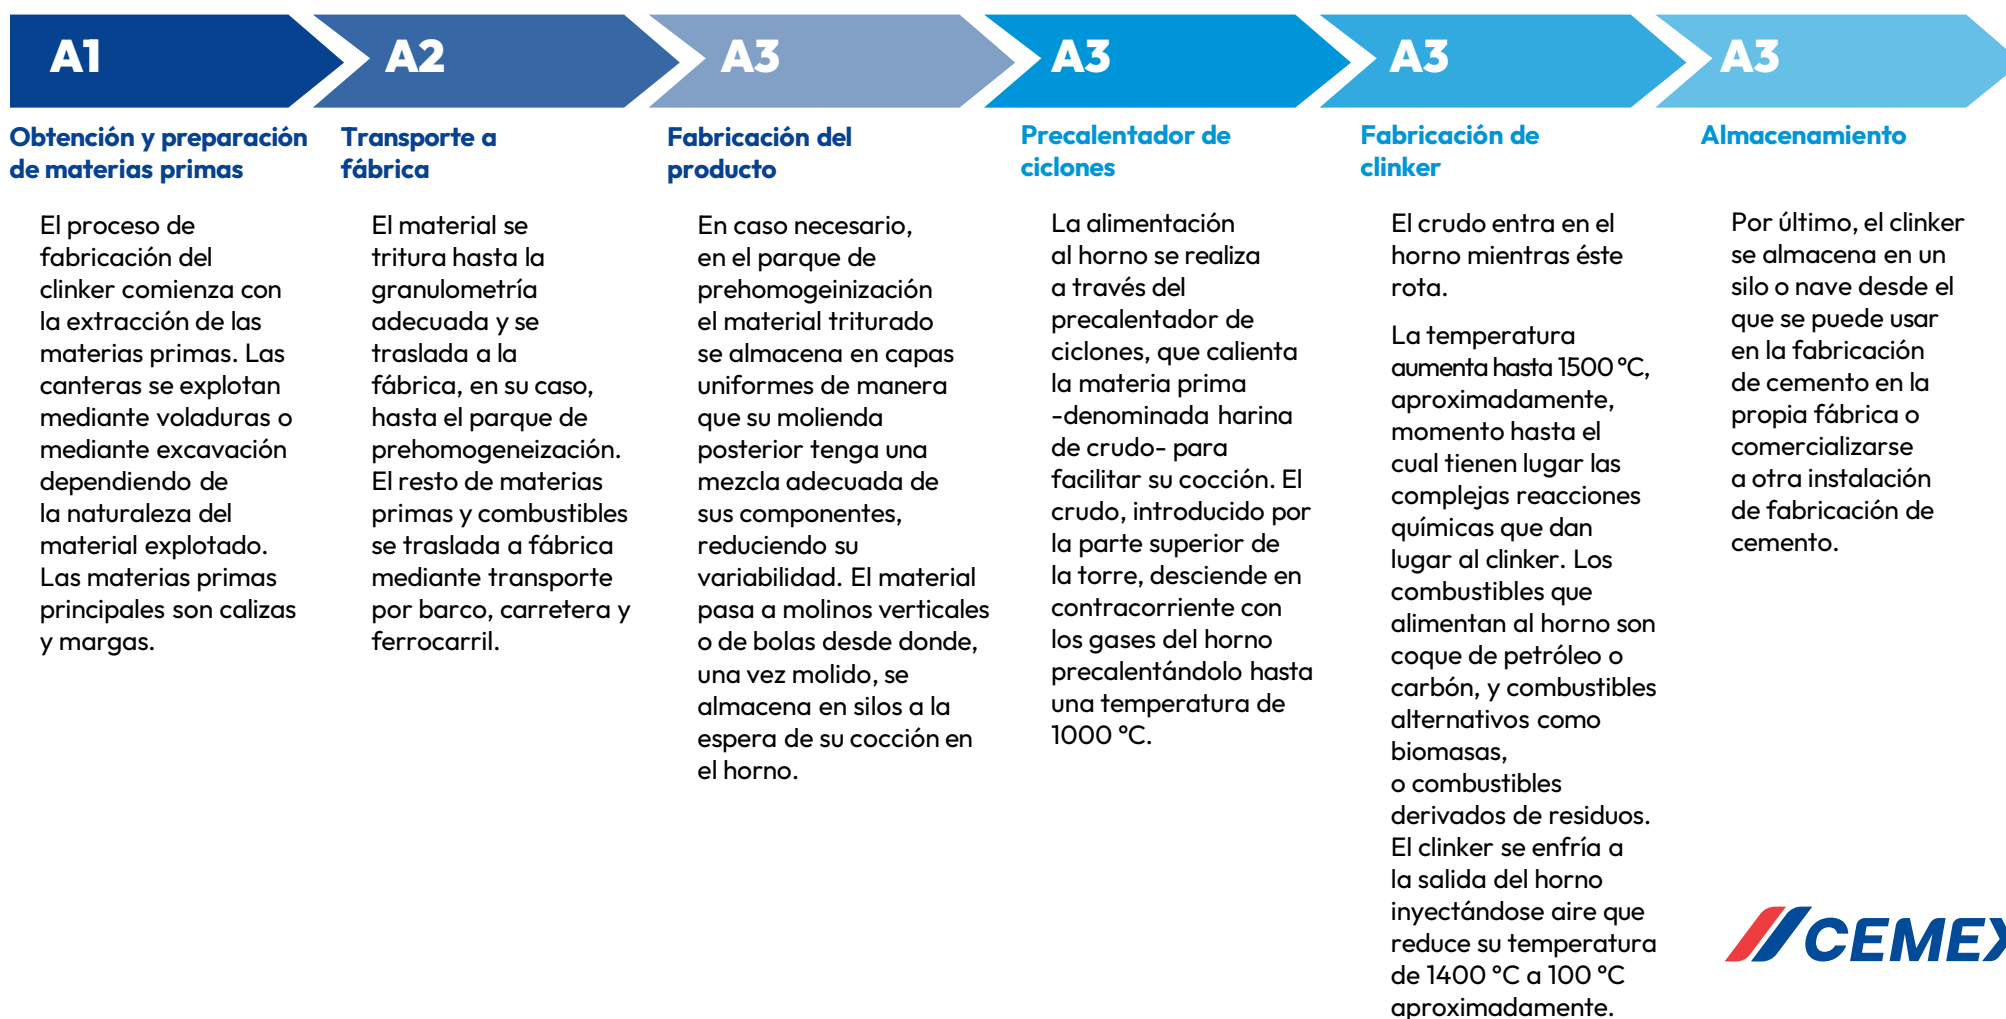 A1
Obtención y preparación
de materias primas
El proceso de
fabricación del
clinker comienza con
la extracción de las
materias primas. Las
canteras se explotan
mediante voladuras o
mediante excavación
dependiendo de
la naturaleza del
material explotado.
Las materias primas
principales son calizas
y margas.
A2
Transporte a
fábrica
El material se
tritura hasta la
granulometría
adecuada y se
traslada a la
fábrica, en su caso,
hasta el parque de
prehomogeneización.
El resto de materias
primas y combustibles
se traslada a fábrica
mediante transporte
por barco, carretera y
ferrocarril.
A3
Fabricación del
producto
En caso necesario,
en el parque de
prehomogeinización
el material triturado
se almacena en capas
uniformes de manera
que su molienda
posterior tenga una
mezcla adecuada de
sus componentes,
reduciendo su
variabilidad. El material
pasa a molinos verticales
o de bolas desde donde,
una vez molido, se
almacena en silos a la
espera de su cocción en
el horno.
A3
Precalentador de
ciclones
La alimentación
al horno se realiza
a través del
precalentador de
ciclones, que calienta
la materia prima
-denominada harina
de crudo- para
facilitar su cocción. El
crudo, introducido por
la parte superior de
la torre, desciende en
contracorriente con
los gases del horno
precalentándolo hasta
una temperatura de
1000 °C.
A3
Fabricación de
clinker
El crudo entra en el
horno mientras éste
rota.
La temperatura
aumenta hasta 1500 °C,
aproximadamente,
momento hasta el
cual tienen lugar las
complejas reacciones
químicas que dan
lugar al clinker. Los
combustibles que
alimentan al horno son
coque de petróleo o
carbón, y combustibles
alternativos como
biomasas,
o combustibles
derivados de residuos.
El clinker se enfría a
la salida del horno
inyectándose aire que
reduce su temperatura
de 1400 °C a 100 °C
aproximadamente.
A3
Almacenamiento
Por último, el clinker
se almacena en un
silo o nave desde el
que se puede usar
en la fabricación
de cemento en la
propia fábrica o
comercializarse
a otra instalación
de fabricación de
cemento.
CEMEX